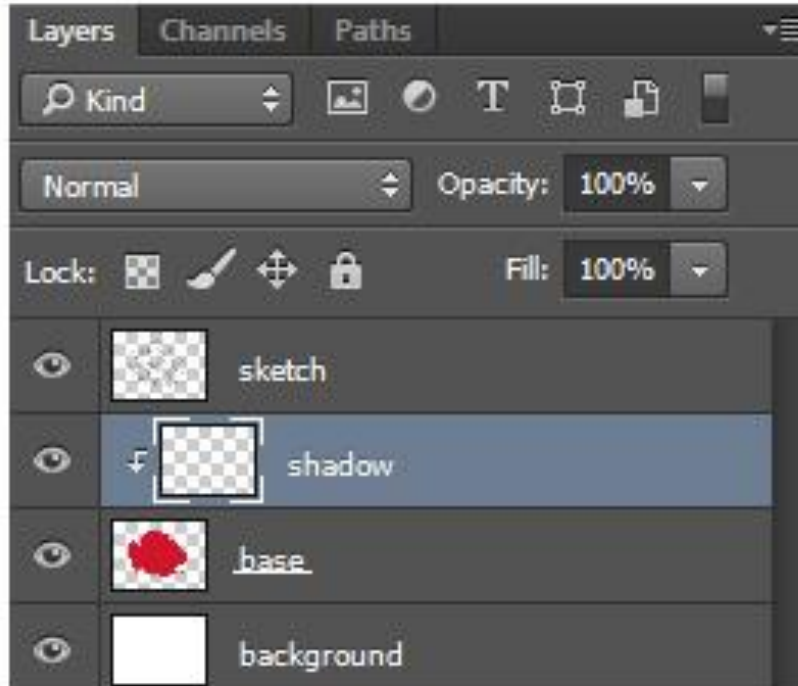 Layers Channels Paths
Kind T
Normal Opacity: 100%
Lock: Fill: 100%
sketch
shadow
base
background